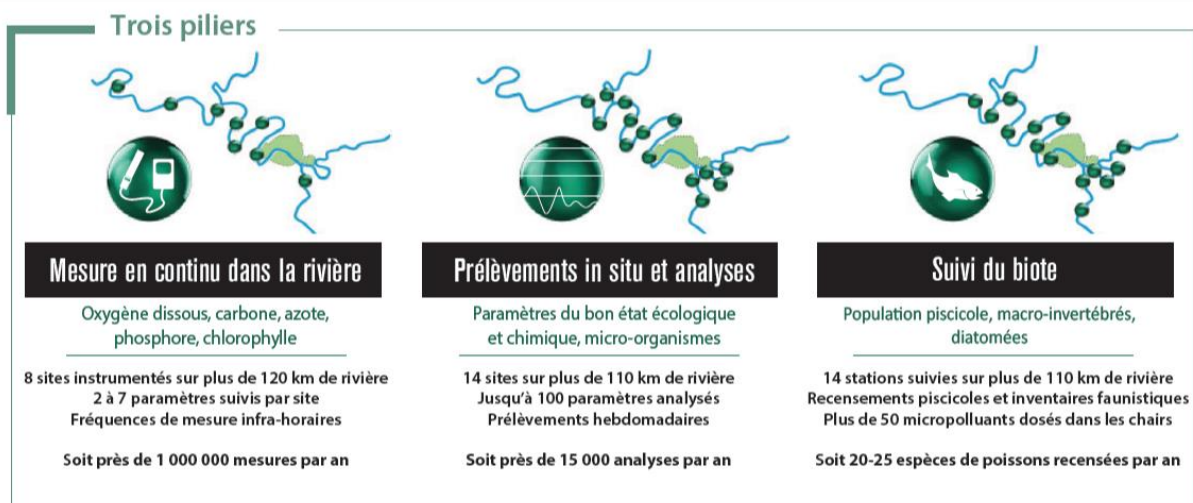 Trois piliers
Mesure en continu dans la rivière
Oxygène dissous, carbone, azote,
phosphore, chlorophylle
8 sites instrumentés sur plus de 120 km de rivière
2 à 7 paramètres suivis par site
Fréquences de mesure infra-horaires
Soit près de 1 000 000 mesures par an
Prélèvements in situ et analyses
Paramètres du bon état écologique
et chimique, micro-organismes
14 sites sur plus de 110 km de rivière
Jusqu'à 100 paramètres analysés
Prélèvements hebdomadaires
Soit près de 15 000 analyses par an
Suivi du biote
Population piscicole, macro-invertébrés,
diatomées
14 stations suivies sur plus de 110 km de rivière
Recensements piscicoles et inventaires faunistiques
Plus de 50 micropolluants dosés dans les chairs
Soit 20-25 espèces de poissons recensées par an